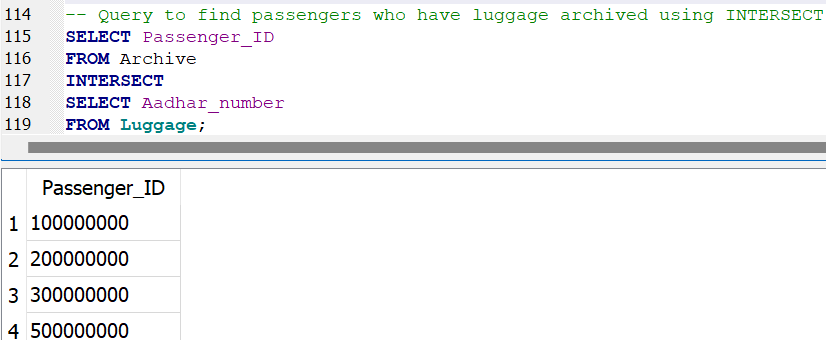 114 -- Query to find passengers who have luggage archived using INTERSECT
115 SELECT Passenger_ID
116 FROM Archive
117 INTERSECT
118 SELECT Aadhar_number
119 FROM Luggage;
Passenger_ID
1 100000000
2 200000000
3 300000000
4 500000000